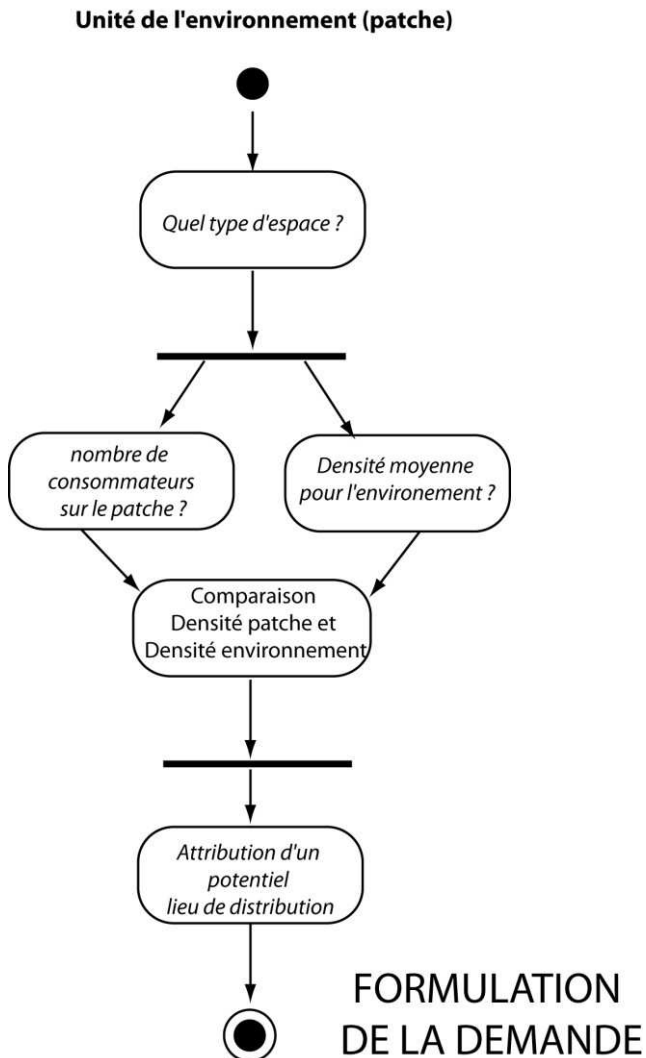 Unité de l'environnement (patche)
Quel type d'espace ?
nombre de
consommateurs
sur le patche ?
Densité moyenne
pour l'environement ?
Comparaison
Densité patche et
Densité environnement
Attribution d'un
potentiel
lieu de distribution
FORMULATION
DE LA DEMANDE